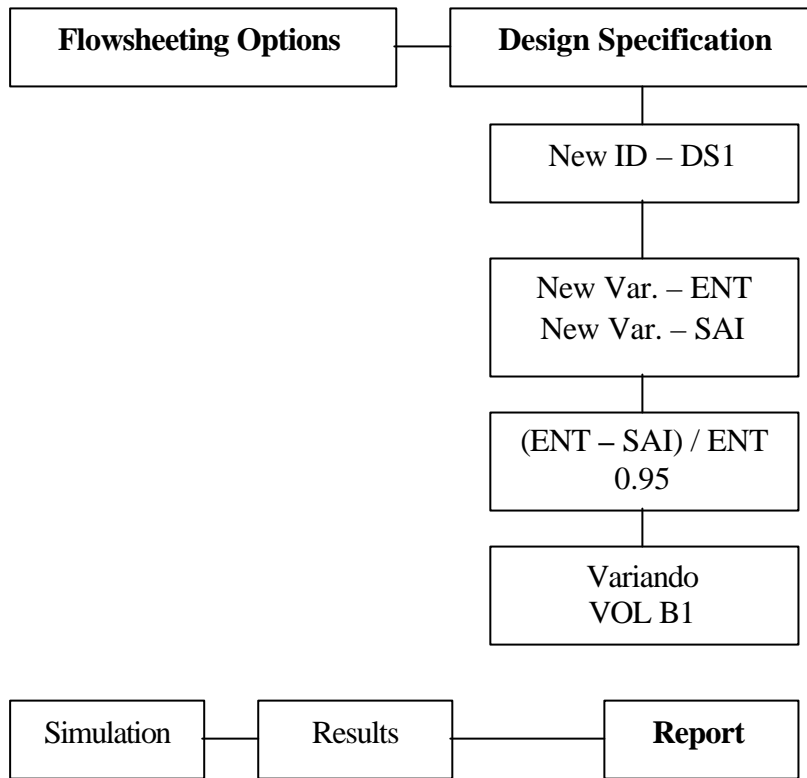 Flowsheeting Options
Design Specification
New ID – DS1
New Var. – ENT
New Var. – SAI
(ENT – SAI) / ENT
0.95
Variando
VOL B1
Simulation
Results
Report